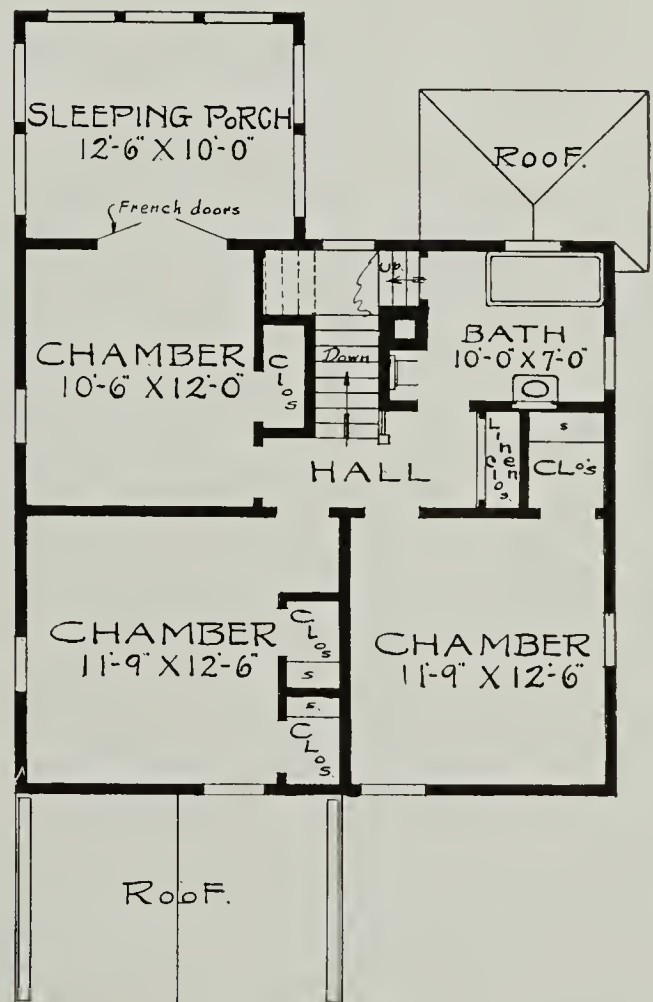 SLEEPING PORCH
12'-6" X 10'-0"
French doors
ROOF.
UP.
CHAMBER
10'-6" X 12'-0"
CLOS
Down
BATH
10'-0" X 7'-0"
HALL
Linen Clos.
S
CLO'S
CHAMBER
11'-9" X 12'-6"
CLOS
S
S.
CLOS.
CHAMBER
11'-9" X 12'-6"
ROOF.